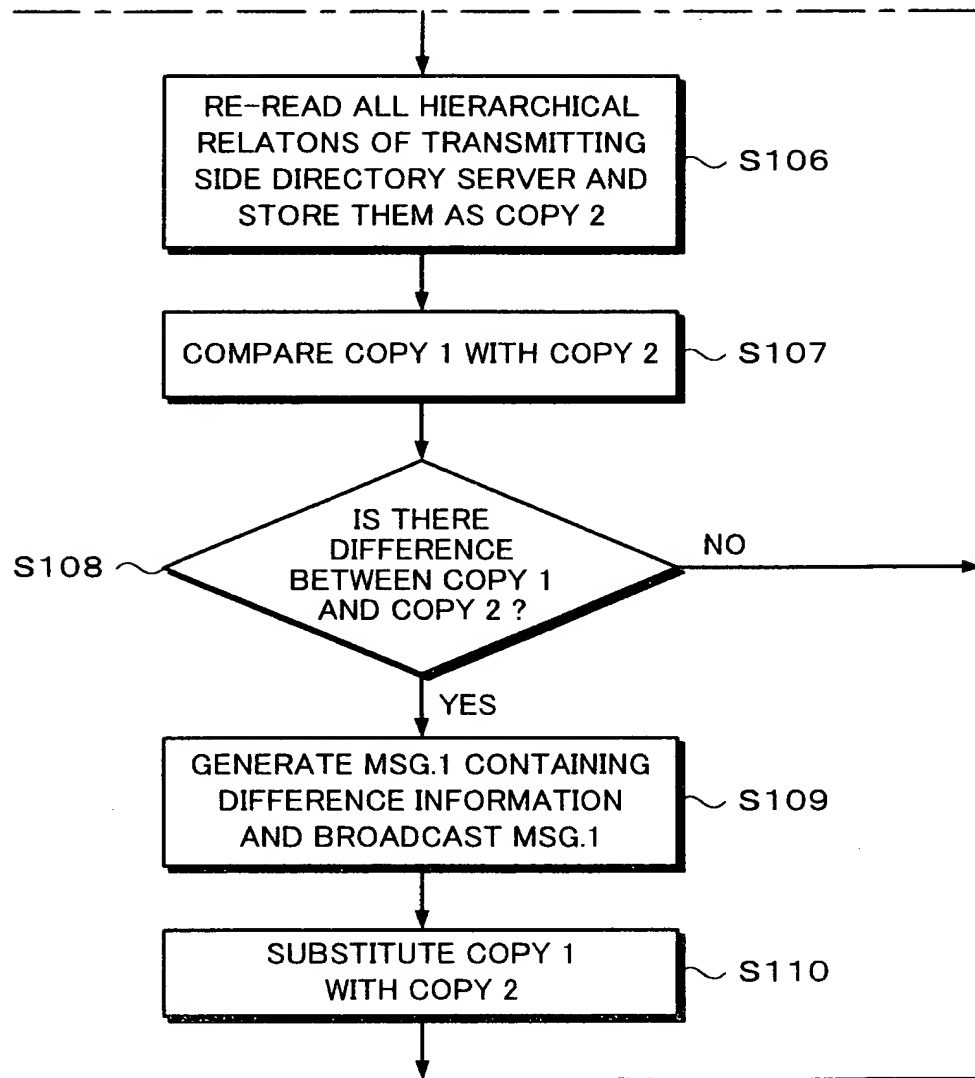 RE-READ ALL HIERARCHICAL
RELATONS OF TRANSMITTING
SIDE DIRECTORY SERVER AND
STORE THEM AS COPY 2
S106
COMPARE COPY 1 WITH COPY 2
S107
IS THERE
DIFFERENCE
BETWEEN COPY 1
AND COPY 2 ?
S108
NO
YES
GENERATE MSG.1 CONTAINING
DIFFERENCE INFORMATION
AND BROADCAST MSG.1
S109
SUBSTITUTE COPY 1
WITH COPY 2
S110